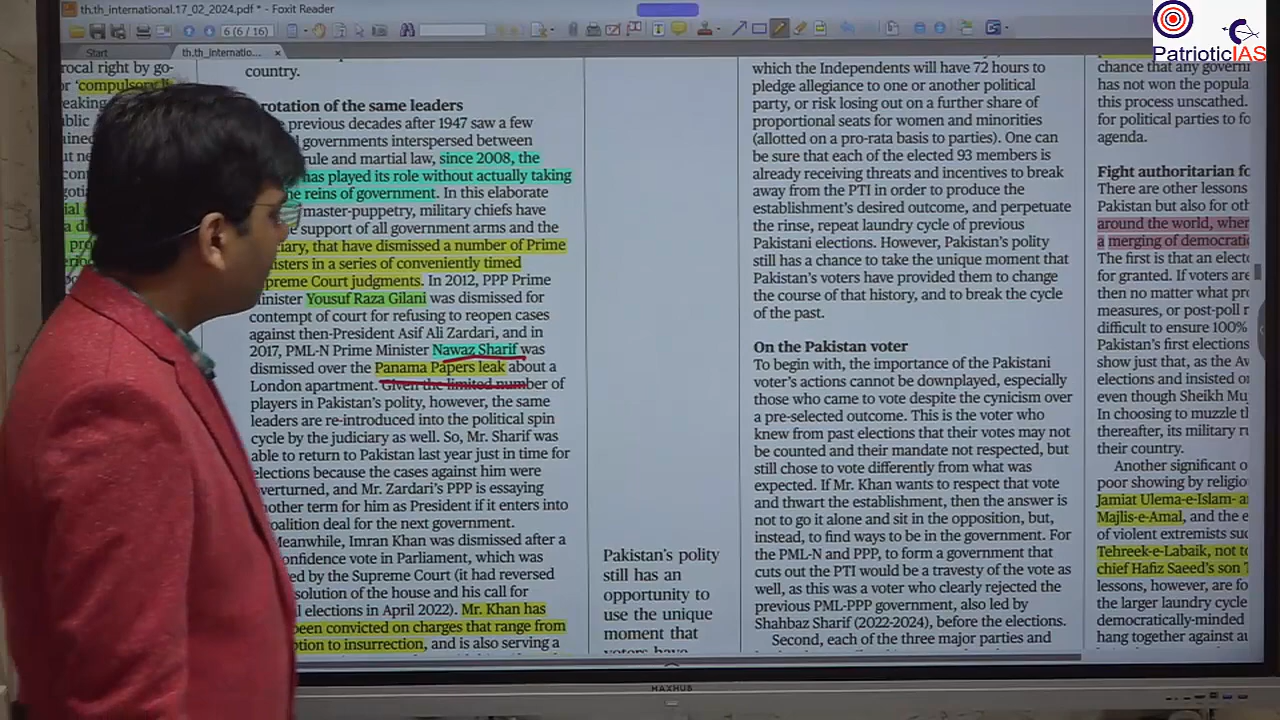 th.th_international.17_02_2024.pdf * - Foxit Reader
PatrioticIAS
6 (6 / 16)
Start
th.th_internatio...
rocal right by go-
compulsory
eaking
ublic
country.
rotation of the same leaders
previous decades after 1947 saw a few
governments interspersed between
rule and martial law, since 2008, the
has played its role without actually taking
he reins of government. In this elaborate
master-puppetry, military chiefs have
support of all government arms and the
iary, that have dismissed a number of Prime
isters in a series of conveniently timed
preme Court judgments. In 2012, PPP Prime
inister Yousuf Raza Gilani was dismissed for
contempt of court for refusing to reopen cases
against then-President Asif Ali Zardari, and in
2017, PML-N Prime Minister Nawaz Sharif was
dismissed over the Panama Papers leak about a
London apartment. Given the limited number of
players in Pakistan's polity, however, the same
leaders are re-introduced into the political spin
cycle by the judiciary as well. So, Mr. Sharif was
able to return to Pakistan last year just in time for
elections because the cases against him were
verturned, and Mr. Zardari's PPP is essaying
nother term for him as President if it enters into
oalition deal for the next government.
Meanwhile, Imran Khan was dismissed after a
onfidence vote in Parliament, which was
ed by the Supreme Court (it had reversed
solution of the house and his call for
l elections in April 2022). Mr. Khan has
been convicted on charges that range from
ption to insurrection, and is also serving a
Pakistan's polity
still has an
opportunity to
use the unique
moment that
voters have
which the Independents will have 72 hours to
pledge allegiance to one or another political
party, or risk losing out on a further share of
proportional seats for women and minorities
(allotted on a pro-rata basis to parties). One can
be sure that each of the elected 93 members is
already receiving threats and incentives to break
away from the PTI in order to produce the
establishment's desired outcome, and perpetuate
the rinse, repeat laundry cycle of previous
Pakistani elections. However, Pakistan's polity
still has a chance to take the unique moment that
Pakistan's voters have provided them to change
the course of that history, and to break the cycle
of the past.
On the Pakistan voter
To begin with, the importance of the Pakistani
voter's actions cannot be downplayed, especially
those who came to vote despite the cynicism over
a pre-selected outcome. This is the voter who
knew from past elections that their votes may not
be counted and their mandate not respected, but
still chose to vote differently from what was
expected. If Mr. Khan wants to respect that vote
and thwart the establishment, then the answer is
not to go it alone and sit in the opposition, but,
instead, to find ways to be in the government. For
the PML-N and PPP, to form a government that
cuts out the PTI would be a travesty of the vote as
well, as this was a voter who clearly rejected the
previous PML-PPP government, also led by
Shahbaz Sharif (2022-2024), before the elections.
Second, each of the three major parties and
chance that any govern
has not won the popula
this process unscathed.
for political parties to fo
agenda.
Fight authoritarian fo
There are other lessons
Pakistan but also for oth
around the world, wher
a merging of democratic
The first is that an elect
for granted. If voters are
then no matter what pre
measures, or post-poll r
difficult to ensure 100%
Pakistan's first elections
show just that, as the Aw
elections and insisted o
even though Sheikh Mu
In choosing to muzzle th
thereafter, its military ru
their country.
Another significant o
poor showing by religio
Jamiat Ulema-e-Islam- a
Majlis-e-Amal, and the e
of violent extremists suc
Tehreek-e-Labaik, not to
chief Hafiz Saeed's son T
lessons, however, are fo
the larger laundry cycle
democratically-minded
hang together against au
MAXHUB